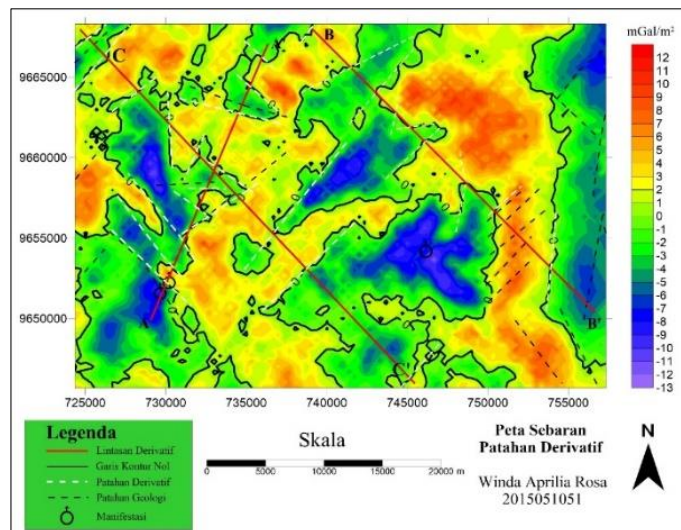 mGal/m²
C
A'
B
9665000
9660000
9655000
9650000
A
B'
C'
12
11
10
9
8
7
6
5
4
3
2
1
0
-1
-2
-3
-4
-5
-6
-7
-8
-9
-10
-11
-12
-13
725000 730000 735000 740000 745000 750000 755000
Legenda
Lintasan Derivatif
Garis Kontur Nol
Patahan Derivatif
Patahan Geologi
Manifestasi
Skala
0 5000 10000 15000 20000 m
Peta Sebaran
Patahan Derivatif
Winda Aprilia Rosa
2015051051
N